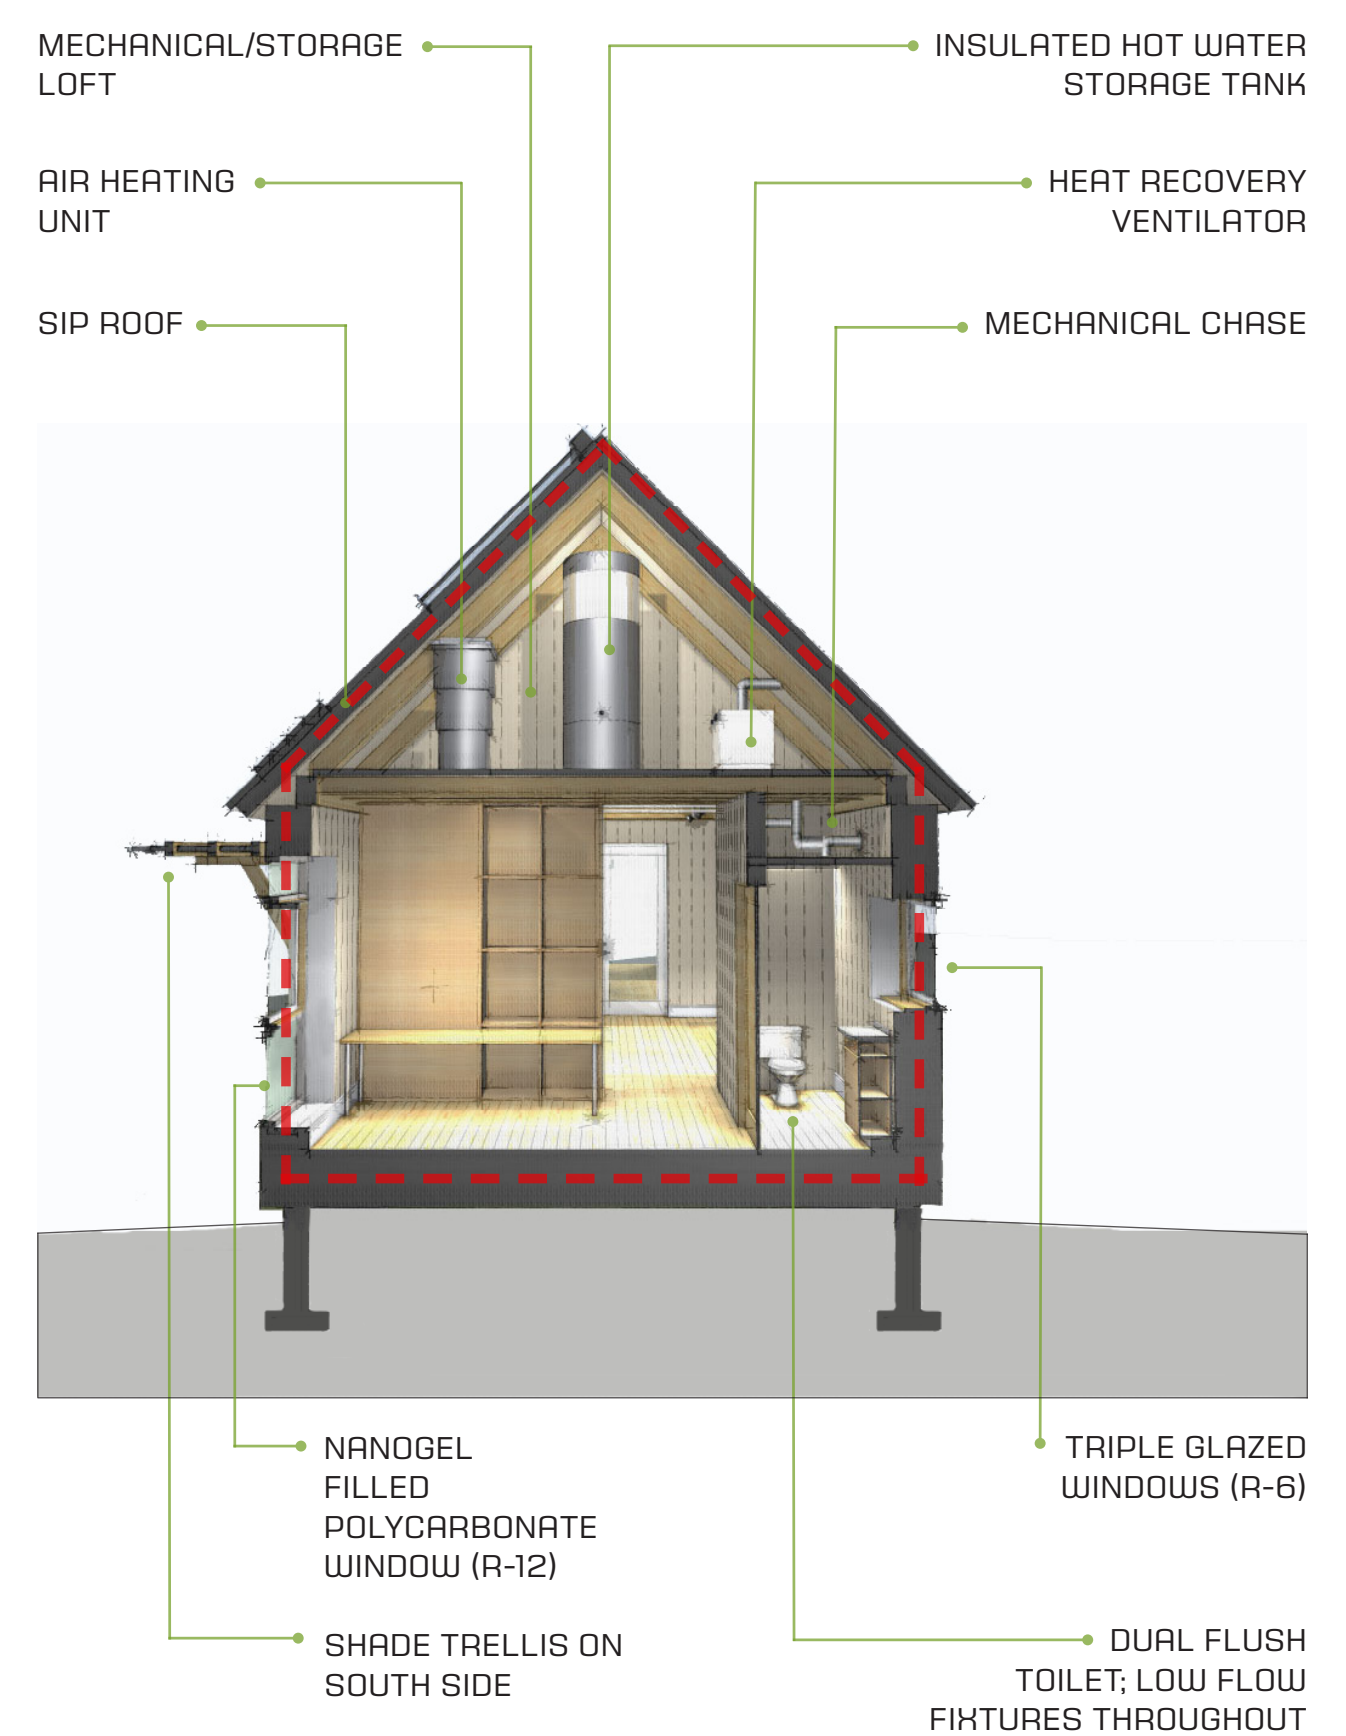 MECHANICAL/STORAGE
LOFT
INSULATED HOT WATER
STORAGE TANK
AIR HEATING
UNIT
HEAT RECOVERY
VENTILATOR
SIP ROOF
MECHANICAL CHASE
NANOGEL
FILLED
POLYCARBONATE
WINDOW (R-12)
TRIPLE GLAZED
WINDOWS (R-6)
SHADE TRELLIS ON
SOUTH SIDE
DUAL FLUSH
TOILET; LOW FLOW
FIXTURES THROUGHOUT